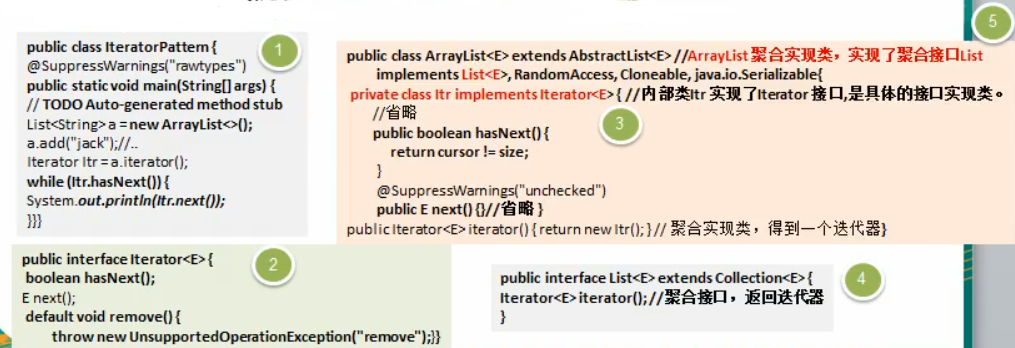 5
public class IteratorPattem {
1
@SuppressWarnings("rawtypes")
public static void main(String[] args) {
// TODO Auto-generated method stub
List<String> a = new ArrayList<>();
a.add("jack");//..
Iterator Itr = a.iterator();
while (Itr.hasNext()) {
System.out.println(Itr.next());
}}}
public class ArrayList<E> extends AbstractList<E> //ArrayList 聚合实现类，实现了聚合接口List
implements List<E>, RandomAccess, Cloneable, java.io.Serializable{
private class Itr implements Iterator<E> { //内部类Itr 实现了Iterator 接口,是具体的接口实现类。
//省略
3
public boolean hasNext() {
return cursor != size;
}
@SuppressWarnings("unchecked")
public E next() {}//省略 }
public Iterator<E> iterator() { return new Itr(); } // 聚合实现类，得到一个迭代器}
public interface Iterator<E> {
2
boolean hasNext();
E next();
default void remove() {
throw new UnsupportedOperationException("remove");}}
public interface List<E> extends Collection<E> {
4
Iterator<E> iterator(); //聚合接口，返回迭代器
}